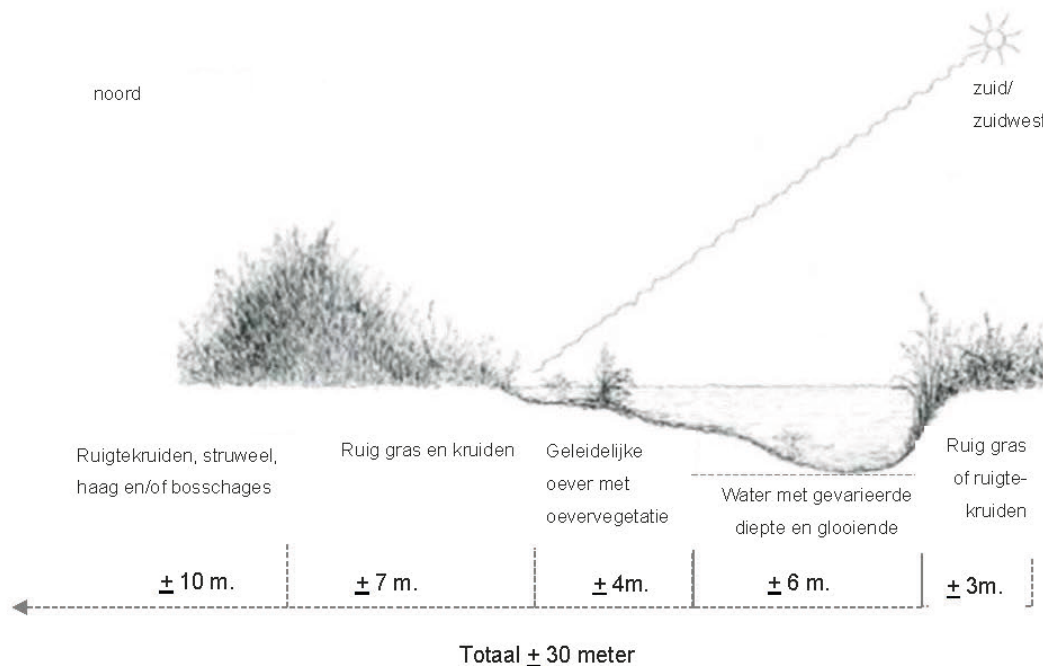 noord
zuid/
zuidwest
Ruigtekruiden, struweel,
haag en/of bosschages
Ruig gras en kruiden
Geleidelijke
oever met
oevervegetatie
Water met gevarieerde
diepte en glooiende
Ruig gras
of ruigte-
kruiden
± 10 m.
± 7 m.
± 4m.
± 6 m.
± 3m.
Totaal ± 30 meter